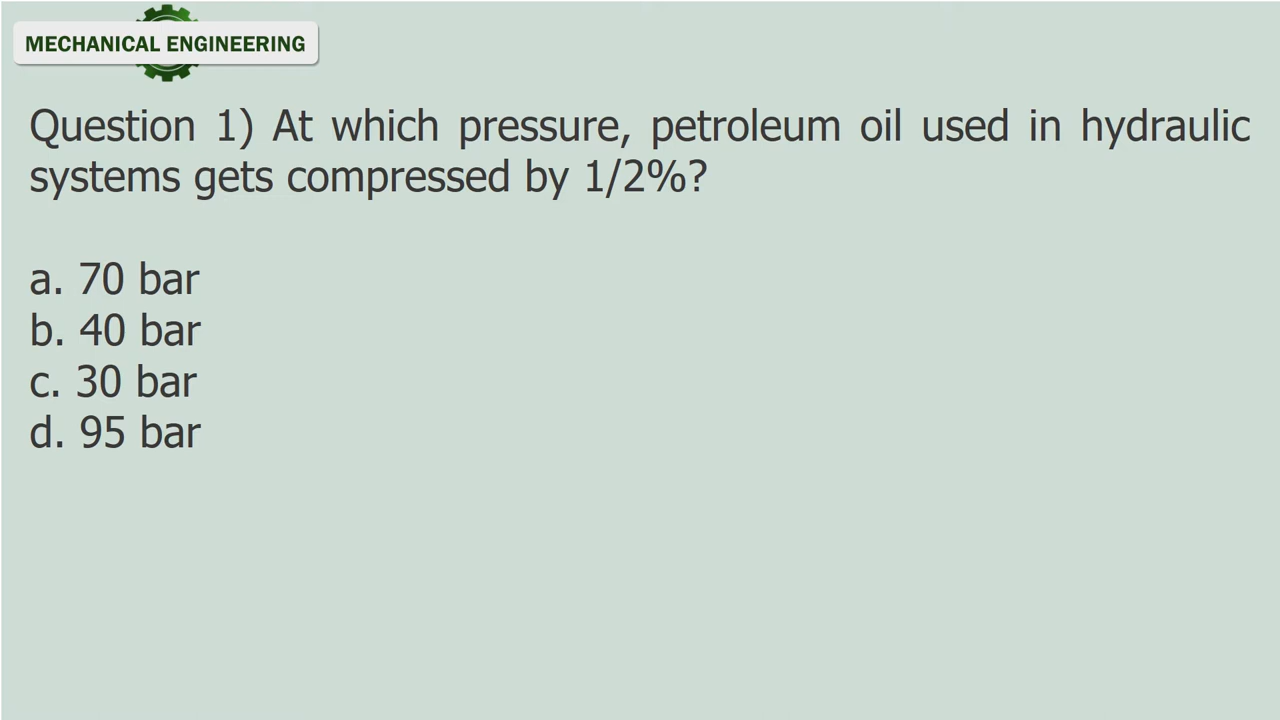 MECHANICAL ENGINEERING
Question 1) At which pressure, petroleum oil used in hydraulic
systems gets compressed by 1/2%?
a. 70 bar
b. 40 bar
c. 30 bar
d. 95 bar